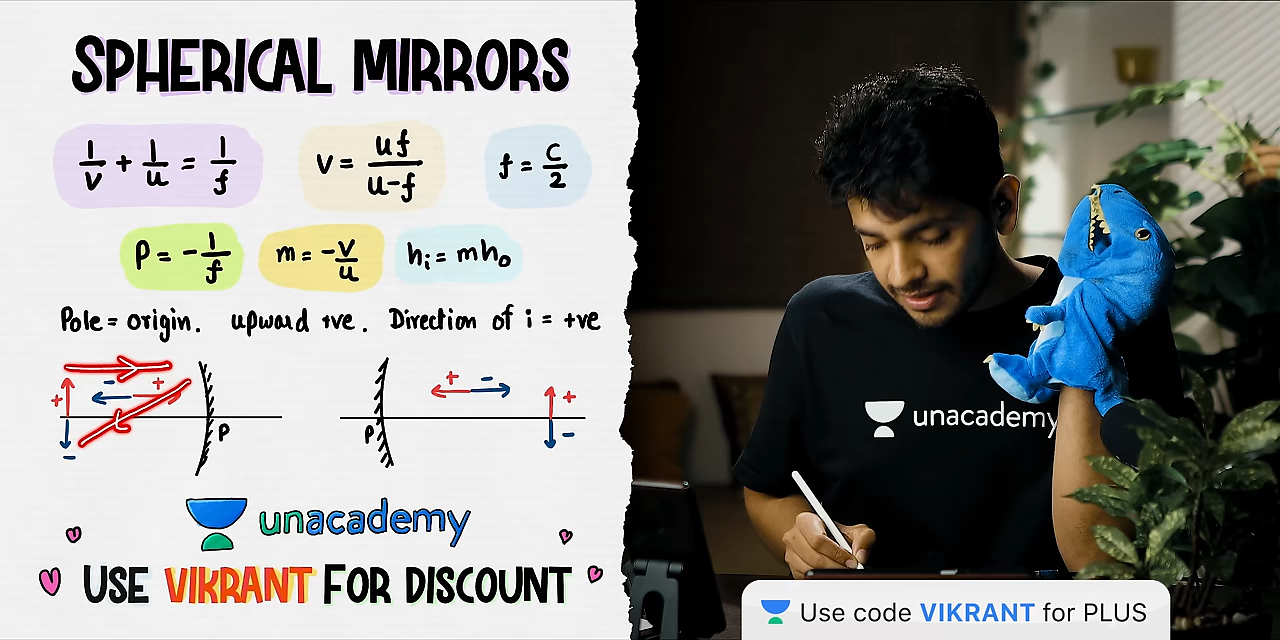 SPHERICAL MIRRORS
1/v + 1/u = 1/f
v = uf/u-f
f = C/2
P = -1/f
m = -v/u
hi = mho
Pole = origin. upward +ve. Direction of i = +ve
+ - - +
+ -
P
+ - +
-
P
unacademy
USE VIKRANT FOR DISCOUNT
unacademy
Use code VIKRANT for PLUS